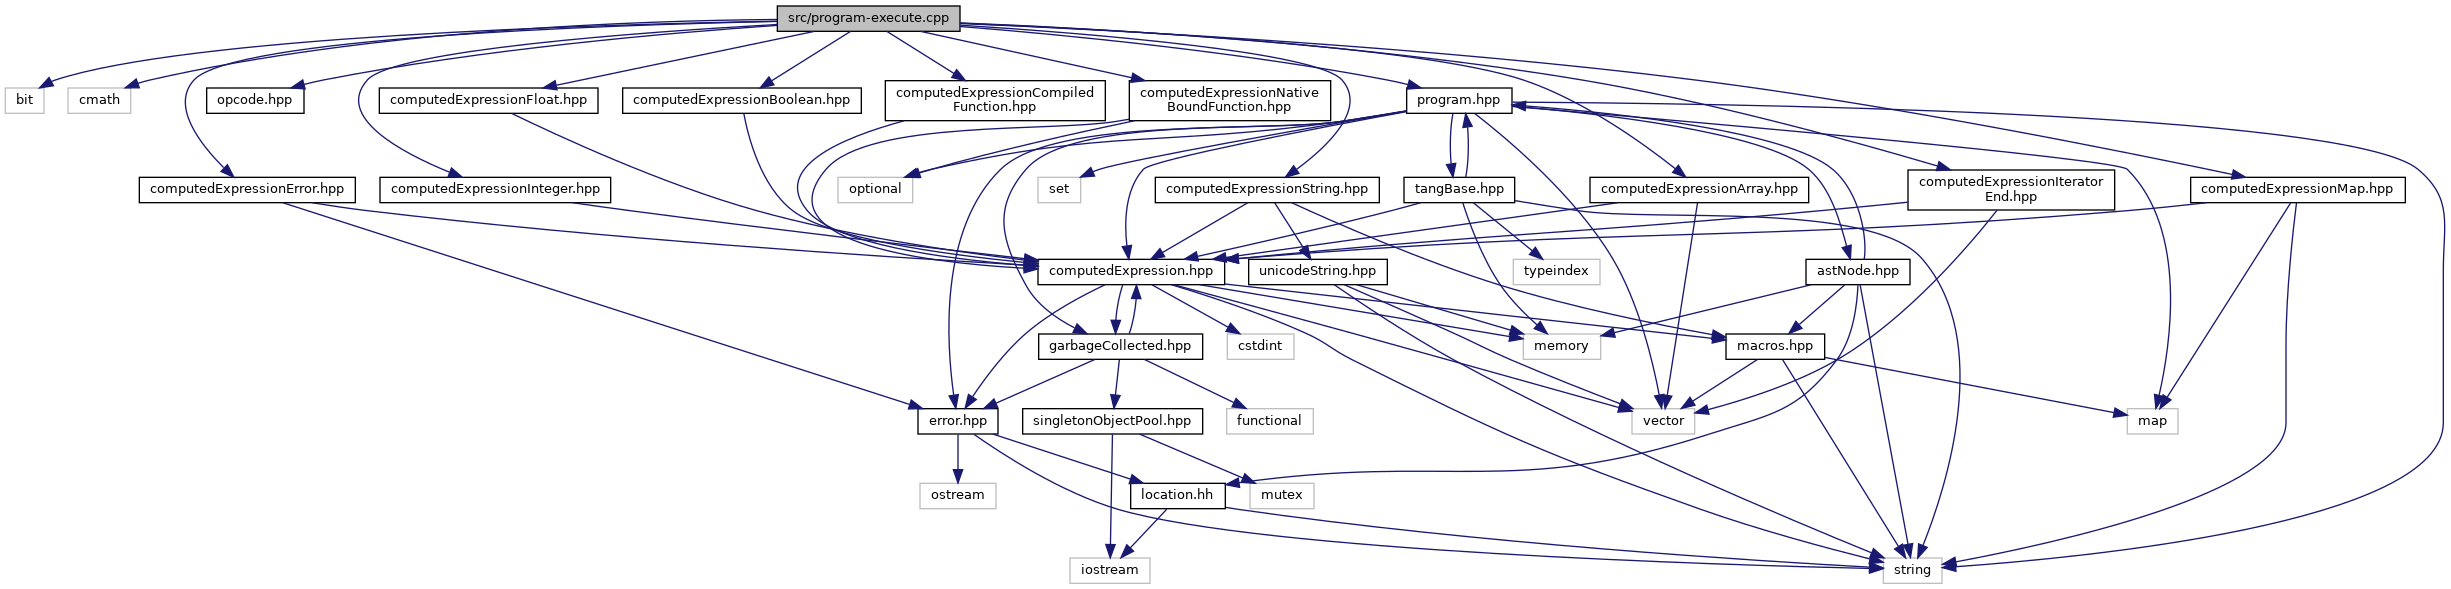 src/program-execute.cpp
bit
cmath
opcode.hpp
computedExpressionFloat.hpp
computedExpressionBoolean.hpp
computedExpressionCompiled
Function.hpp
computedExpressionNative
BoundFunction.hpp
program.hpp
computedExpressionError.hpp
computedExpressionInteger.hpp
optional
set
computedExpressionString.hpp
tangBase.hpp
computedExpressionArray.hpp
computedExpressionIterator
End.hpp
computedExpressionMap.hpp
computedExpression.hpp
unicodeString.hpp
typeindex
astNode.hpp
garbageCollected.hpp
cstdint
memory
macros.hpp
error.hpp
singletonObjectPool.hpp
functional
vector
map
ostream
location.hh
mutex
iostream
string